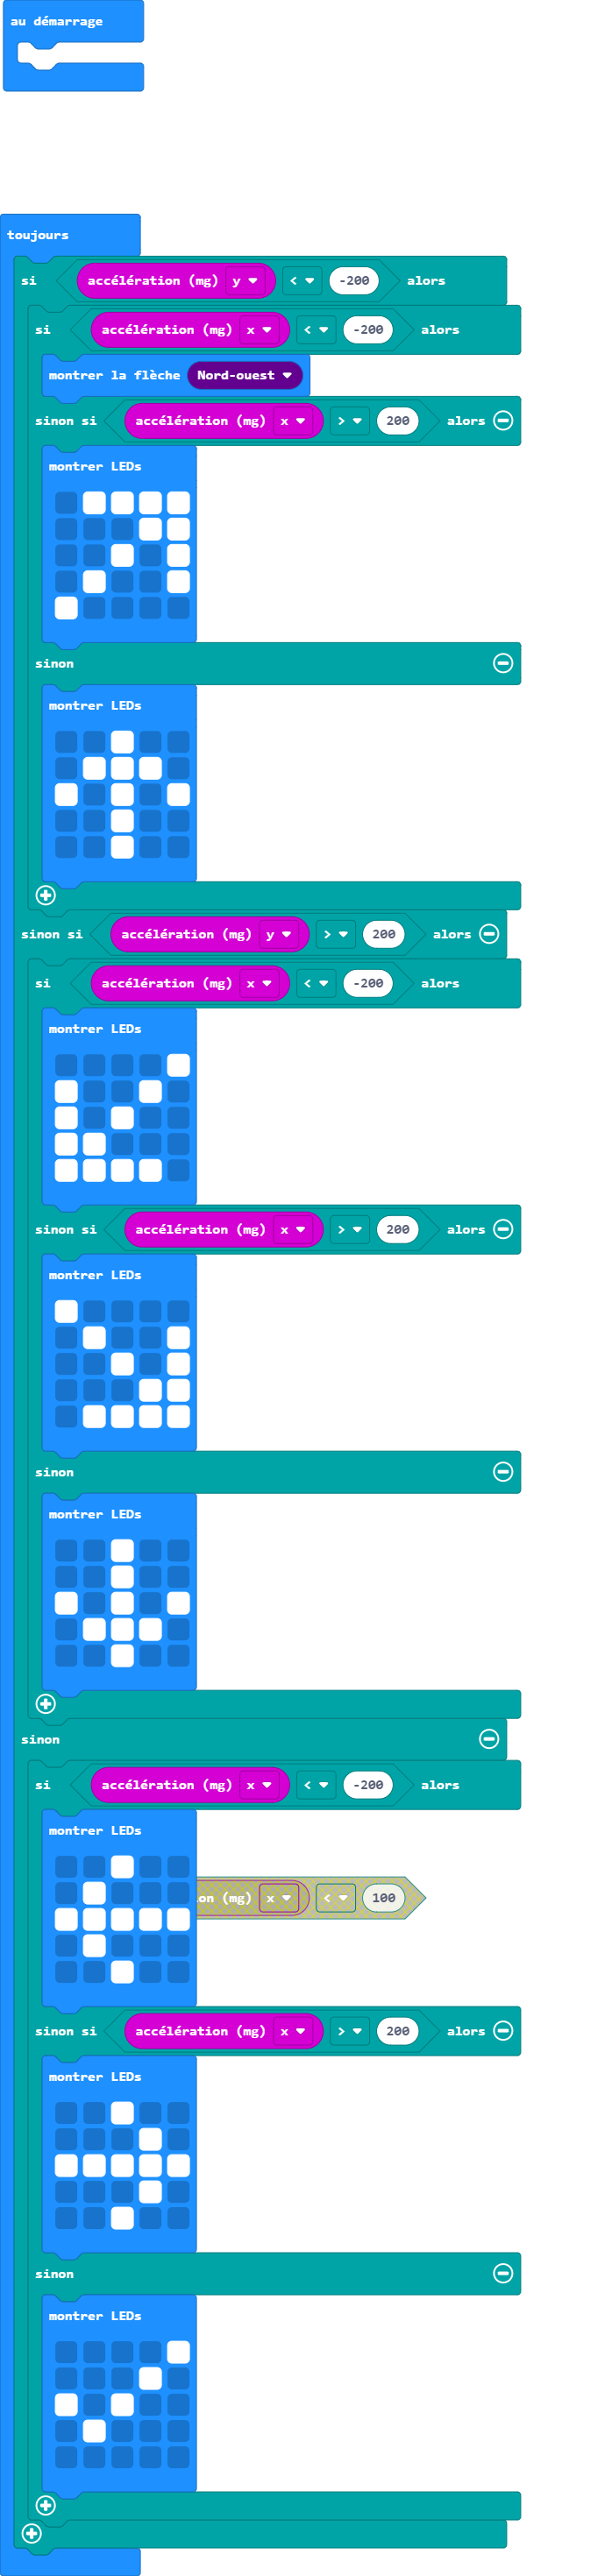 au démarrage
toujours
si accélération (mg) y < -200 alors
si accélération (mg) x < -200 alors
montrer la flèche Nord-ouest
sinon si accélération (mg) x > 200 alors
montrer LEDs
sinon
montrer LEDs
sinon si accélération (mg) y > 200 alors
si accélération (mg) x < -200 alors
montrer LEDs
sinon si accélération (mg) x > 200 alors
montrer LEDs
sinon
montrer LEDs
sinon
si accélération (mg) x < -200 alors
montrer LEDs
(mg) x < 100
sinon si accélération (mg) x > 200 alors
montrer LEDs
sinon
montrer LEDs